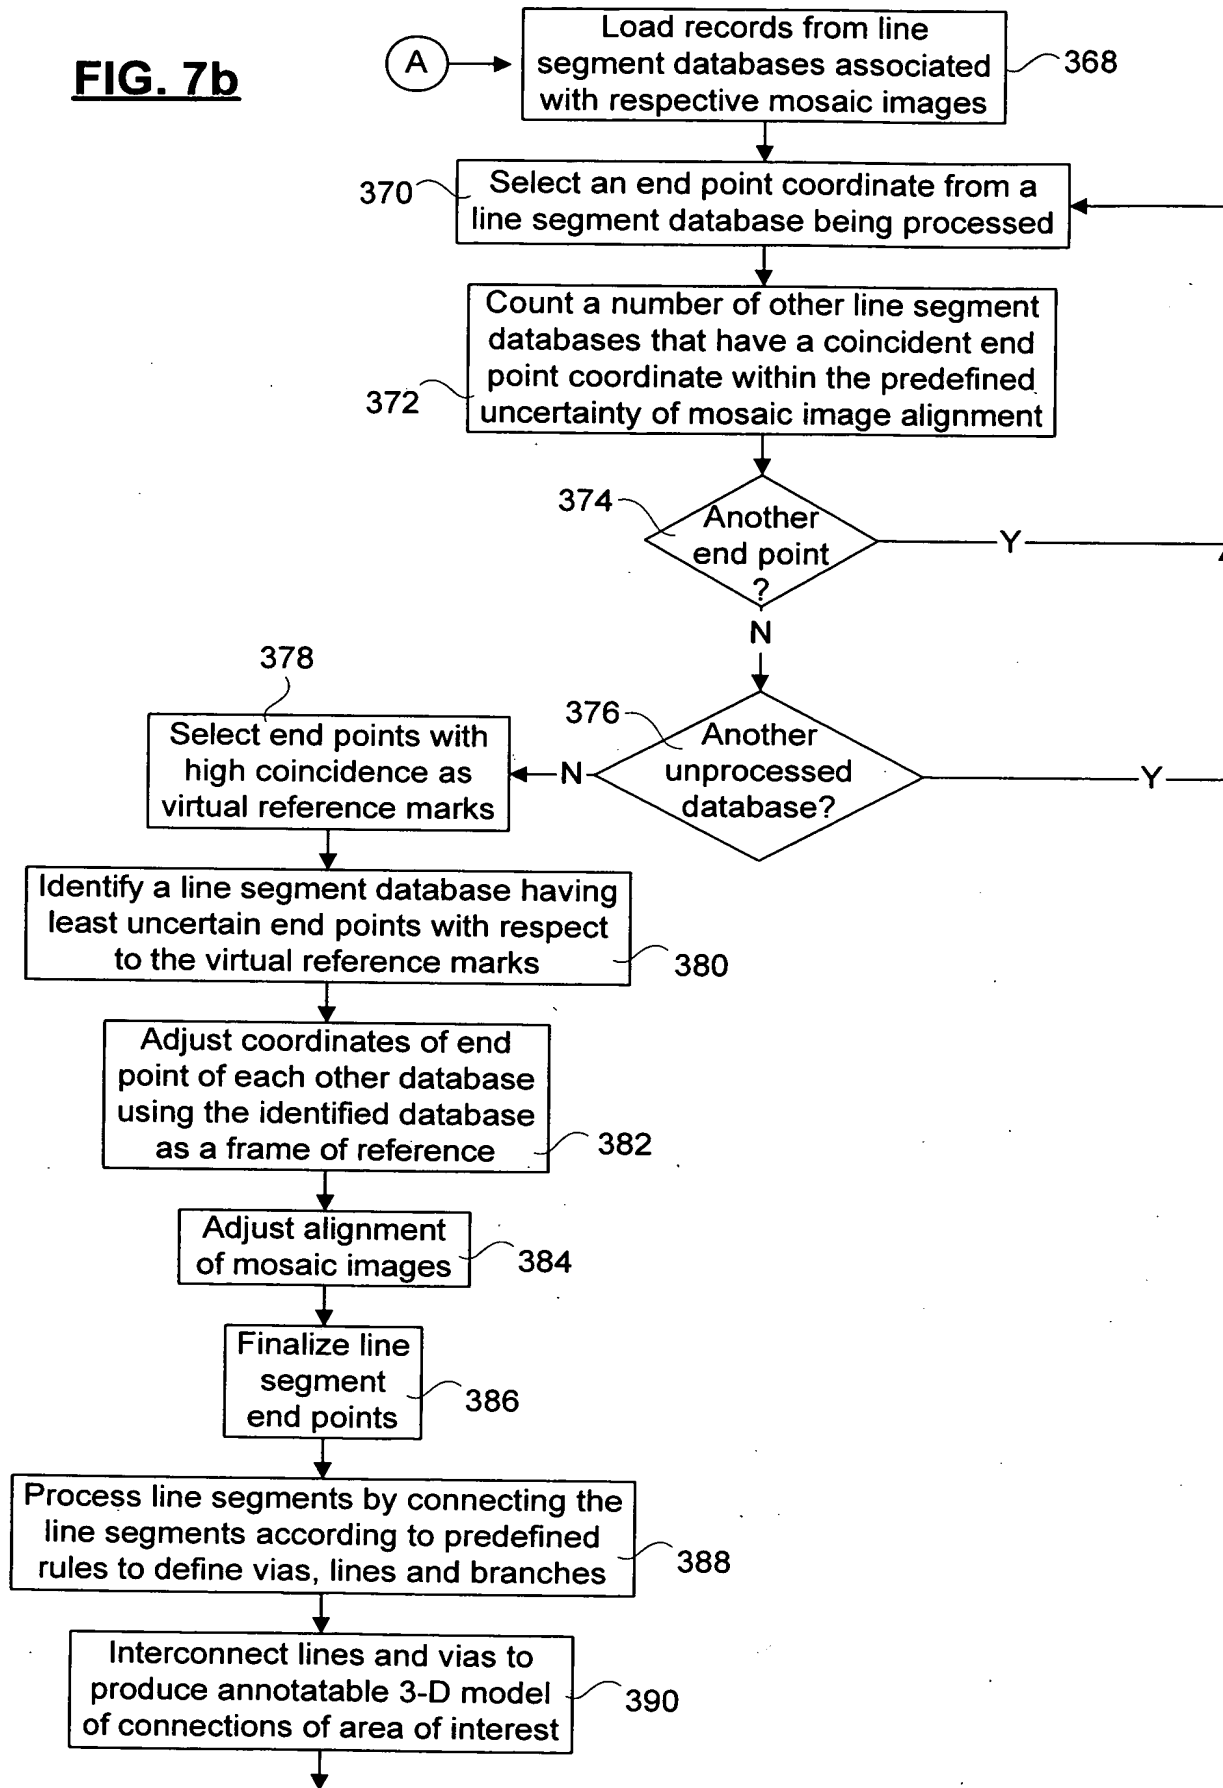 FIG. 7b
A
Load records from line
segment databases associated
with respective mosaic images
368
370
Select an end point coordinate from a
line segment database being processed
Count a number of other line segment
databases that have a coincident end
point coordinate within the predefined
uncertainty of mosaic image alignment
372
374
Another
end point
?
Y
N
376
Another
unprocessed
database?
Y
N
378
Select end points with
high coincidence as
virtual reference marks
Identify a line segment database having
least uncertain end points with respect
to the virtual reference marks
380
Adjust coordinates of end
point of each other database
using the identified database
as a frame of reference
382
Adjust alignment
of mosaic images
384
Finalize line
segment
end points
386
Process line segments by connecting the
line segments according to predefined
rules to define vias, lines and branches
388
Interconnect lines and vias to
produce annotatable 3-D model
of connections of area of interest
390